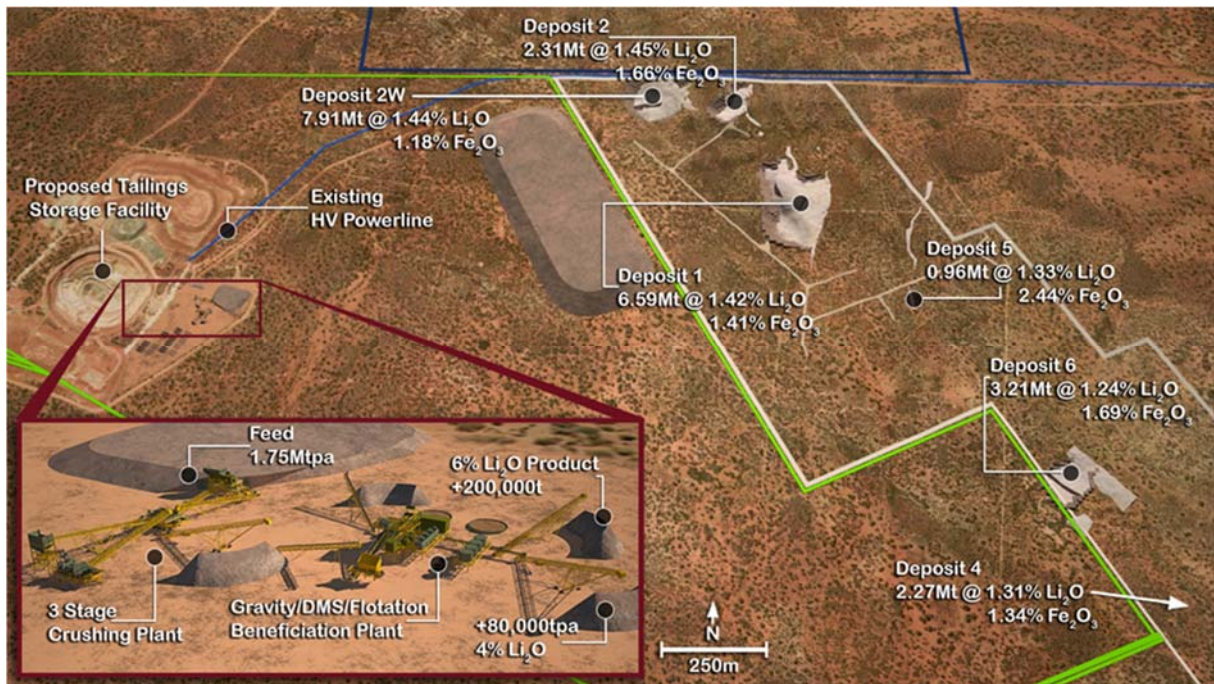 Deposit 2
2.31Mt @ 1.45% Li₂O
1.66% Fe₂O₃
Deposit 2W
7.91Mt @ 1.44% Li₂O
1.18% Fe₂O₃
Proposed Tailings
Storage Facility
Existing
HV Powerline
Deposit 1
6.59Mt @ 1.42% Li₂O
1.41% Fe₂O₃
Deposit 5
0.96Mt @ 1.33% Li₂O
2.44% Fe₂O₃
Deposit 6
3.21Mt @ 1.24% Li₂O
1.69% Fe₂O₃
Feed
1.75Mtpa
6% Li₂O Product
+200,000t
3 Stage
Crushing Plant
Gravity/DMS/Flotation
Beneficiation Plant
+80,000tpa
4% Li₂O
N
250m
Deposit 4
2.27Mt @ 1.31% Li₂O
1.34% Fe₂O₃